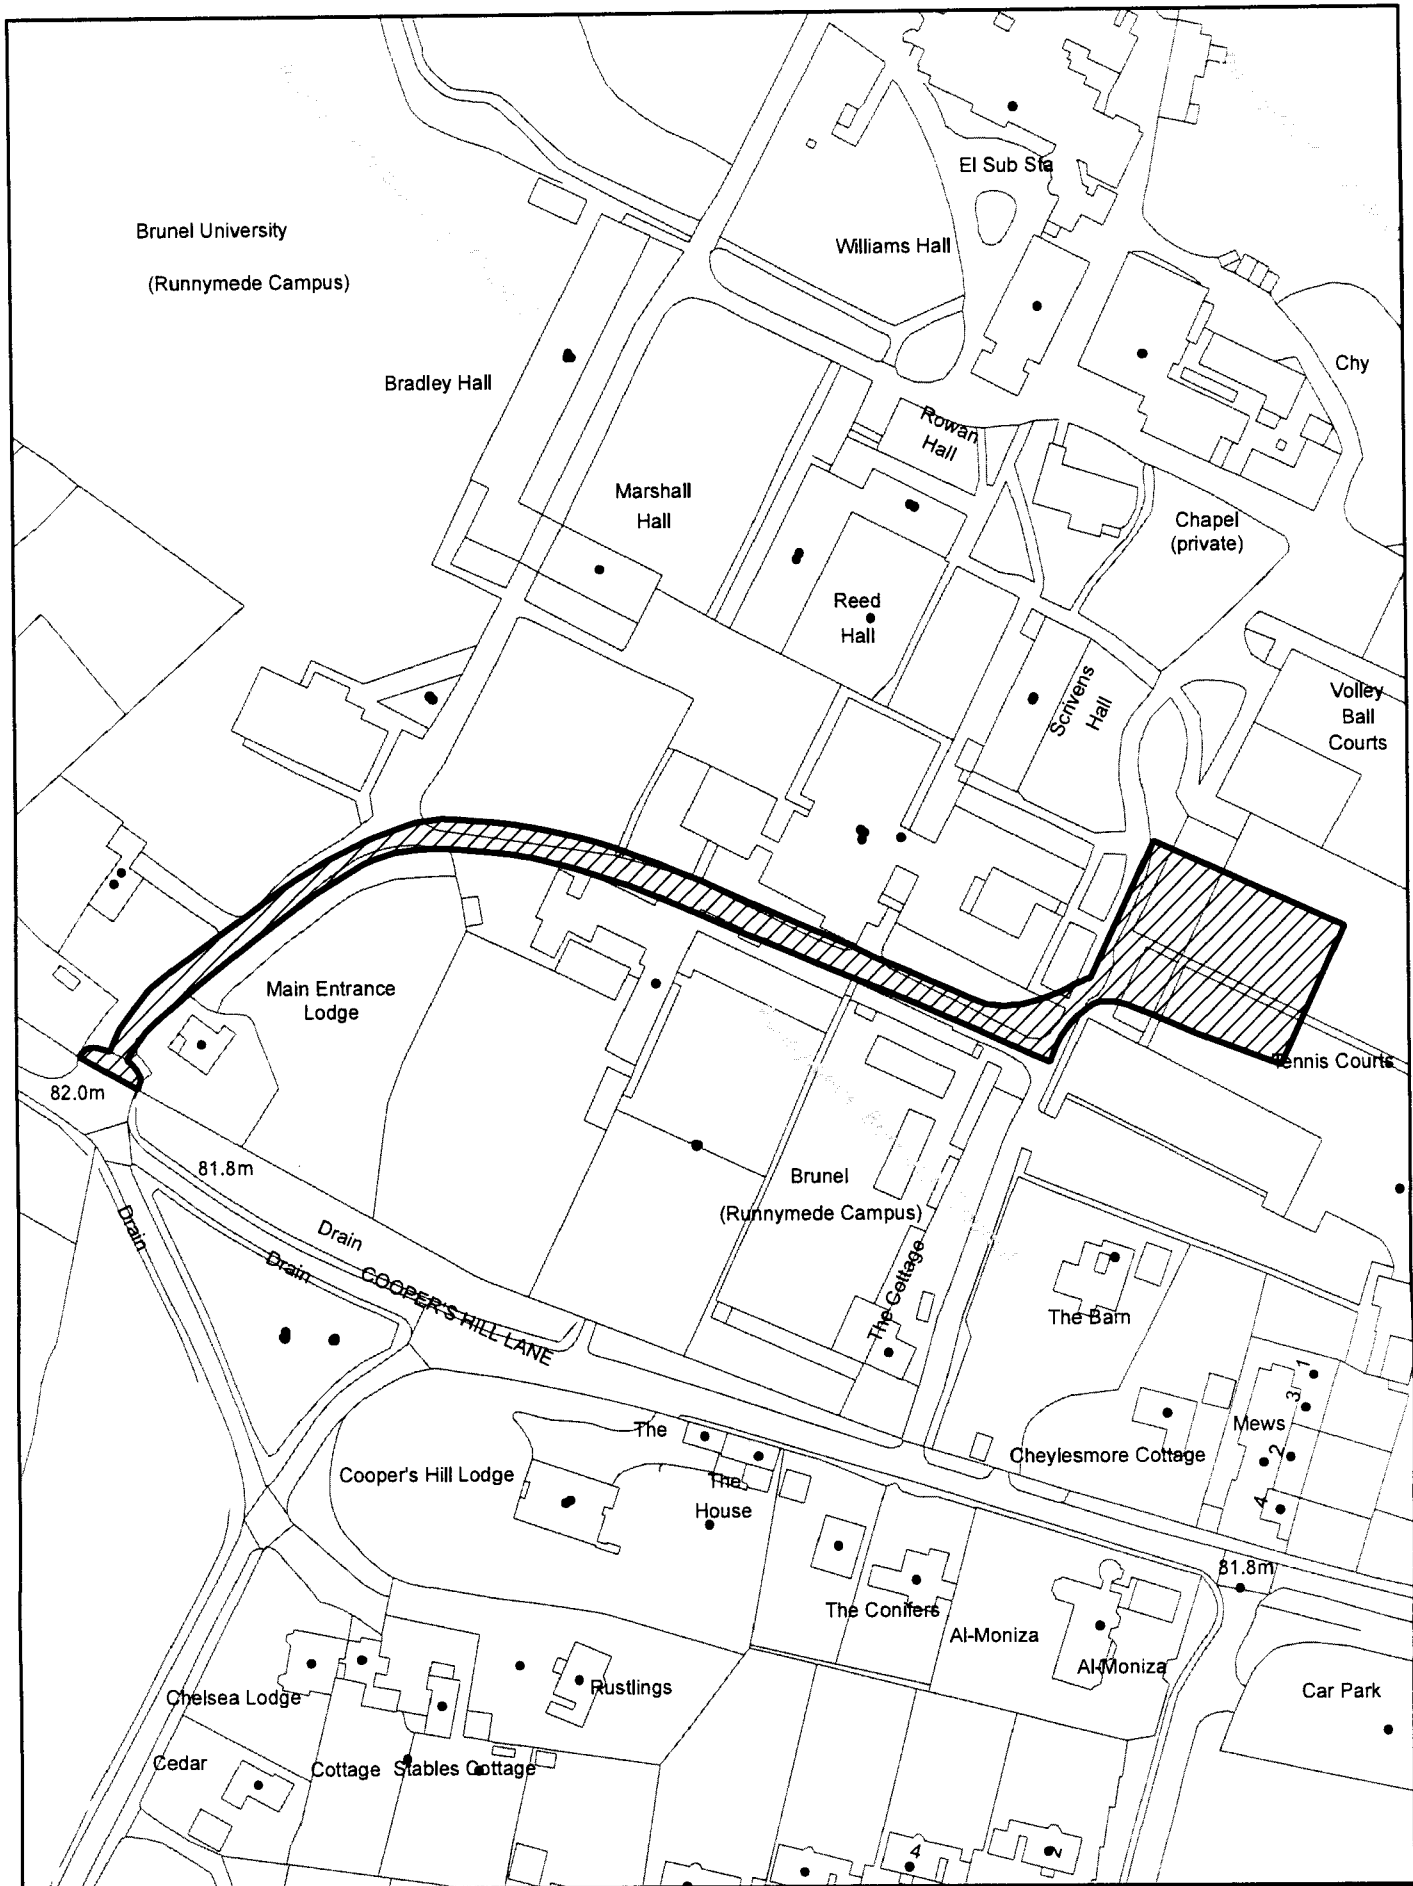 El Sub Sta
Brunel University
Williams Hall
(Runnymede Campus)
Chy
Bradley Hall
Rowan
Hall
Marshall
Hall
Chapel
(private)
Reed
Hall
Scrivens
Hall
Volley
Ball
Courts
Main Entrance
Lodge
Tennis Courts
82.0m
81.8m
Brunel
(Runnymede Campus)
Drain
Drain
Drain
COOPER'S HILL LANE
The Cottage
The Barn
1
3
Mews
2
4
The
Cheylesmore Cottage
Cooper's Hill Lodge
The
House
81.8m
The Conifers
Al-Moniza
Al-Moniza
Rustlings
Chelsea Lodge
Car Park
Cedar
Cottage
Stables Cottage
4
2